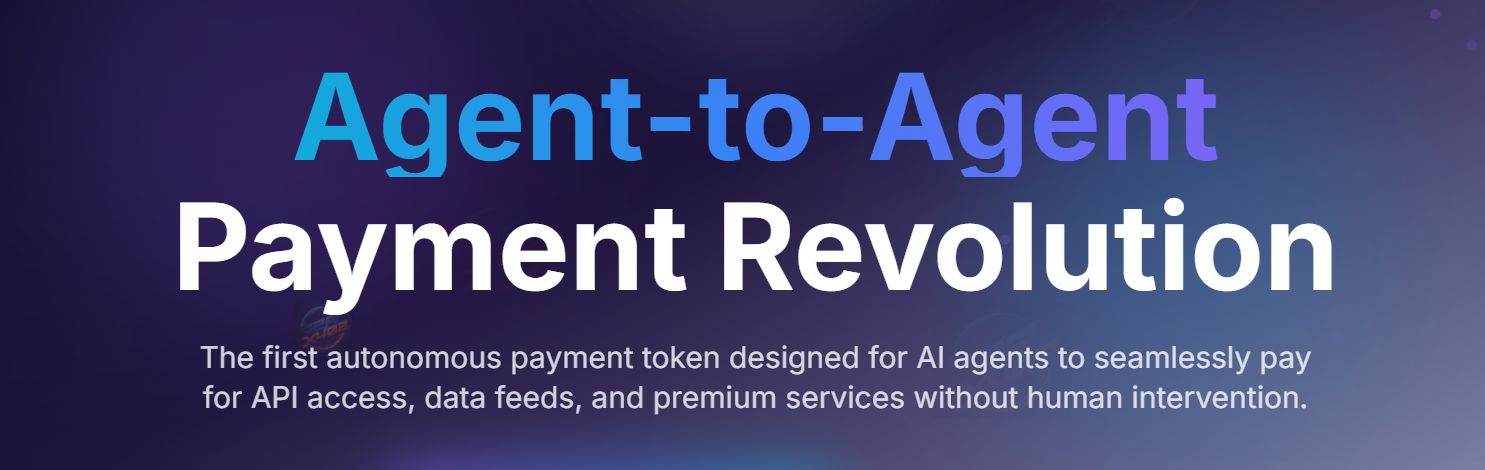 Agent-to-Agent
Payment Revolution
The first autonomous payment token designed for AI agents to seamlessly pay
for API access, data feeds, and premium services without human intervention.